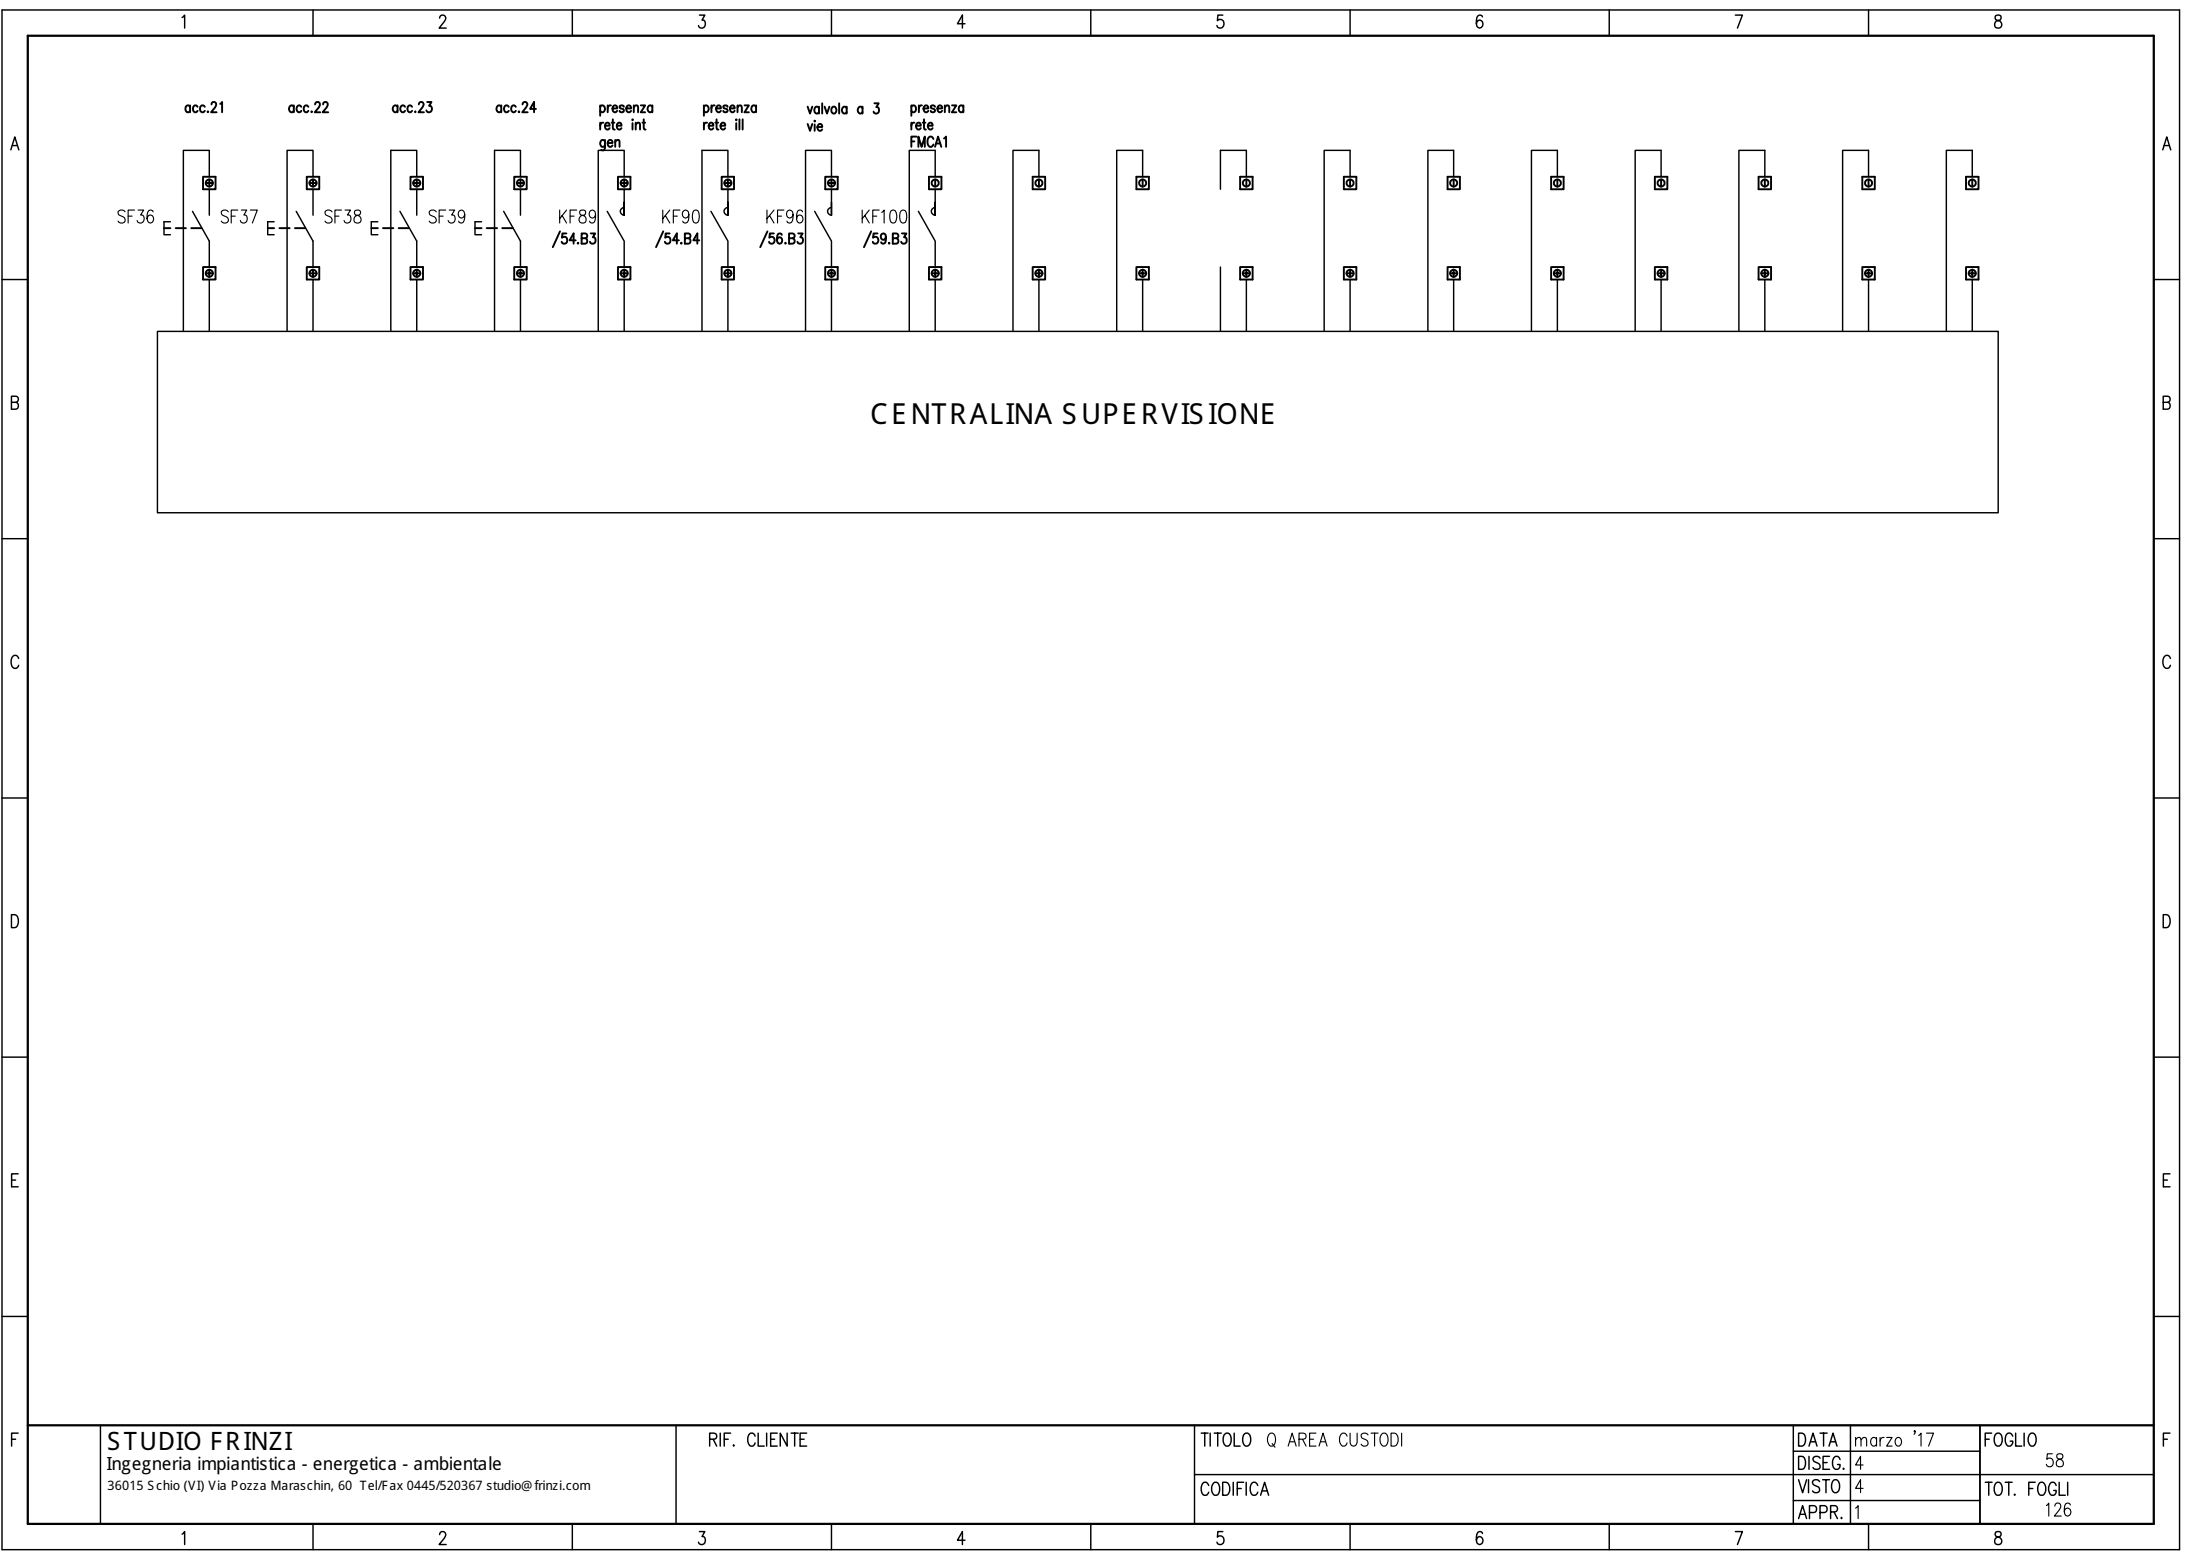 1 2 3 4 5 6 7 8
acc.21 acc.22 acc.23 acc.24 presenza presenza valvola a 3 presenza
rete int rete ill vie rete
gen FMCA1
A A
SF36 SF37 SF38 SF39 KF89 KF90 KF96 KF100
E E E E /54.B3 /54.B4 /56.B3 /59.B3
B B
CENTRALINA SUPERVISIONE
C C
D D
E E
F F
STUDIO FRINZI
Ingegneria impiantistica - energetica - ambientale
36015 Schio (VI) Via Pozza Maraschin, 60 Tel/Fax 0445/520367 studio@frinzi.com
RIF. CLIENTE
TITOLO Q AREA CUSTODI
CODIFICA
DATA marzo '17
DISEG. 4
VISTO 4
APPR. 1
FOGLIO
58
TOT. FOGLI
126
1 2 3 4 5 6 7 8